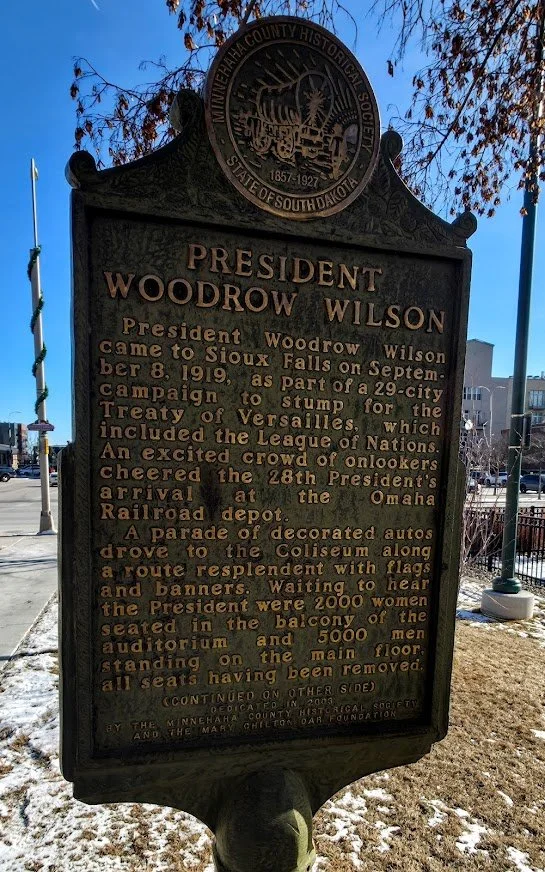 MINNEHAHA COUNTY HISTORICAL SOCIETY
1857-1927
STATE OF SOUTH DAKOTA
PRESIDENT
WOODROW WILSON
President Woodrow Wilson
came to Sioux Falls on Septem-
ber 8, 1919, as part of a 29-city
campaign to stump for the
Treaty of Versailles, which
included the League of Nations.
An excited crowd of onlookers
cheered the 28th President's
arrival at the Omaha
Railroad depot.
A parade of decorated autos
drove to the Coliseum along
a route resplendent with flags
and banners. Waiting to hear
the President were 2000 women
seated in the balcony of the
auditorium and 5000 men
standing on the main floor,
all seats having been removed.
(CONTINUED ON OTHER SIDE)
DEDICATED IN 2003
BY THE MINNEHAHA COUNTY HISTORICAL SOCIETY
AND THE MARY CHILTON DAR FOUNDATION